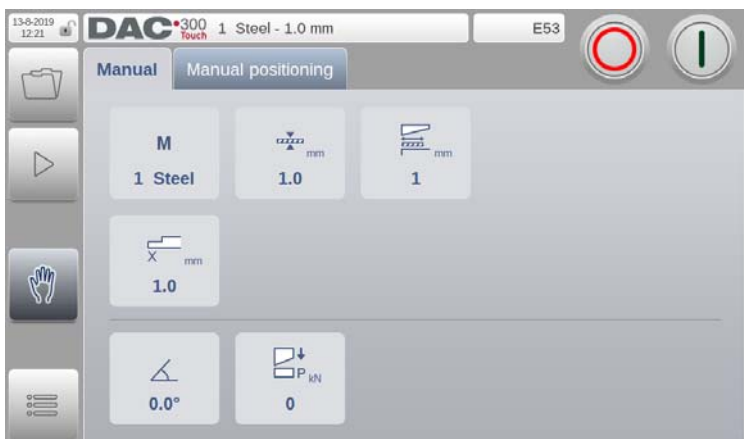 13-8-2019
12:21
DAC 300
Touch
1 Steel - 1.0 mm
E53
Manual
Manual positioning
M
1 Steel
mm
1.0
mm
1
X mm
1.0
0.0°
P kN
0